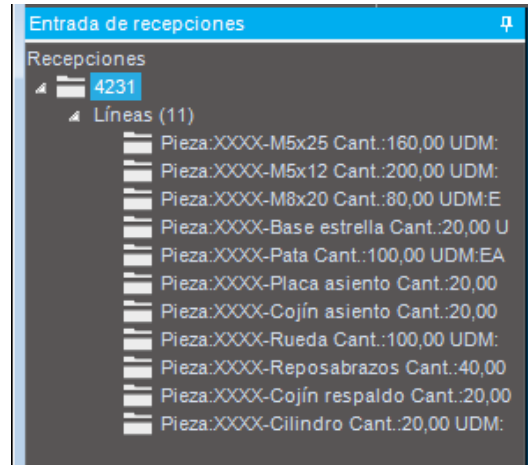 Entrada de recepciones
Recepciones
4231
Líneas (11)
Pieza:XXXX-M5x25 Cant.:160,00 UDM:
Pieza:XXXX-M5x12 Cant.:200,00 UDM:
Pieza:XXXX-M8x20 Cant.:80,00 UDM:E
Pieza:XXXX-Base estrella Cant.:20,00 U
Pieza:XXXX-Pata Cant.:100,00 UDM:EA
Pieza:XXXX-Placa asiento Cant.:20,00
Pieza:XXXX-Cojín asiento Cant.:20,00
Pieza:XXXX-Rueda Cant.:100,00 UDM:
Pieza:XXXX-Reposabrazos Cant.:40,00
Pieza:XXXX-Cojín respaldo Cant.:20,00
Pieza:XXXX-Cilindro Cant.:20,00 UDM: